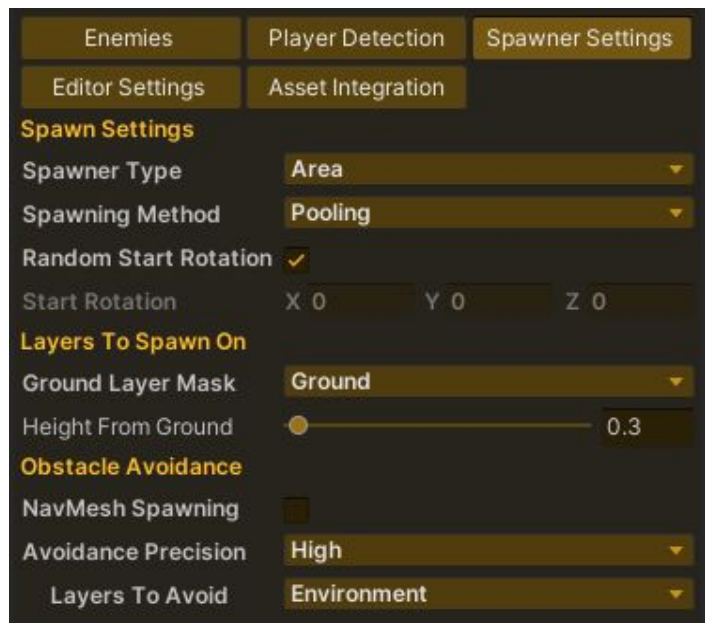 Enemies Player Detection Spawner Settings
Editor Settings Asset Integration
Spawn Settings
Spawner Type Area
Spawning Method Pooling
Random Start Rotation
Start Rotation X 0 Y 0 Z 0
Layers To Spawn On
Ground Layer Mask Ground
Height From Ground 0.3
Obstacle Avoidance
NavMesh Spawning
Avoidance Precision High
Layers To Avoid Environment